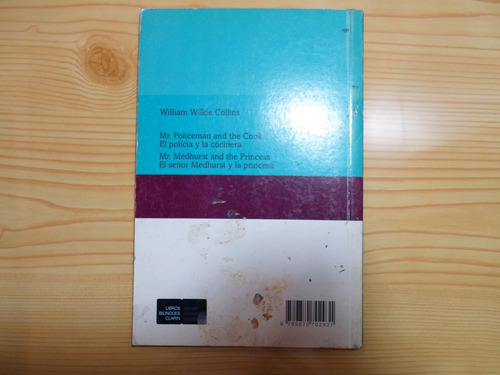 William Wilkie Collins
Mr. Policeman and the Cook
El policía y la cocinera
Mr. Medhurst and the Princess
El señor Medhurst y la princesa
LIBROS
BILINGÜES
CLARÍN